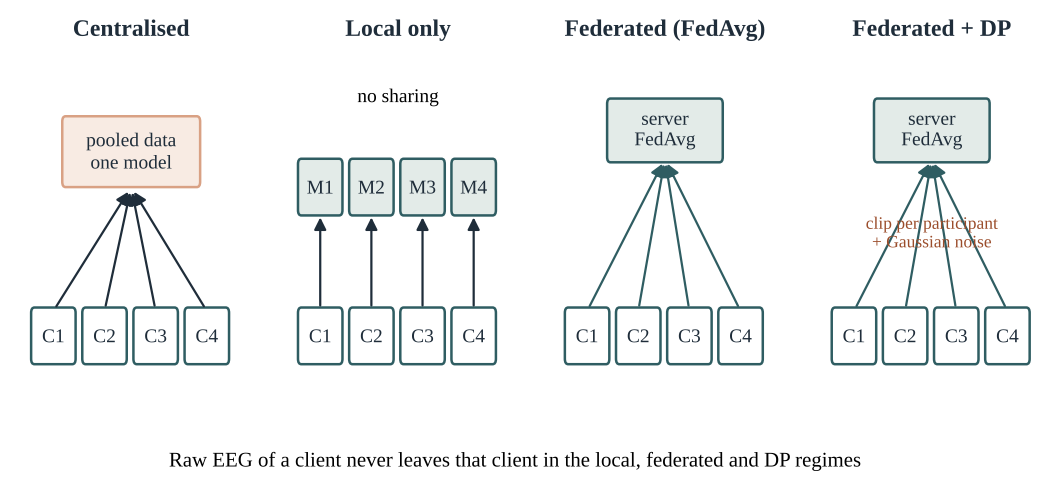 Centralised
pooled data
one model
C1 C2 C3 C4
Local only
no sharing
M1 M2 M3 M4
C1 C2 C3 C4
Federated (FedAvg)
server
FedAvg
C1 C2 C3 C4
Federated + DP
server
FedAvg
clip per participant
+ Gaussian noise
C1 C2 C3 C4
Raw EEG of a client never leaves that client in the local, federated and DP regimes